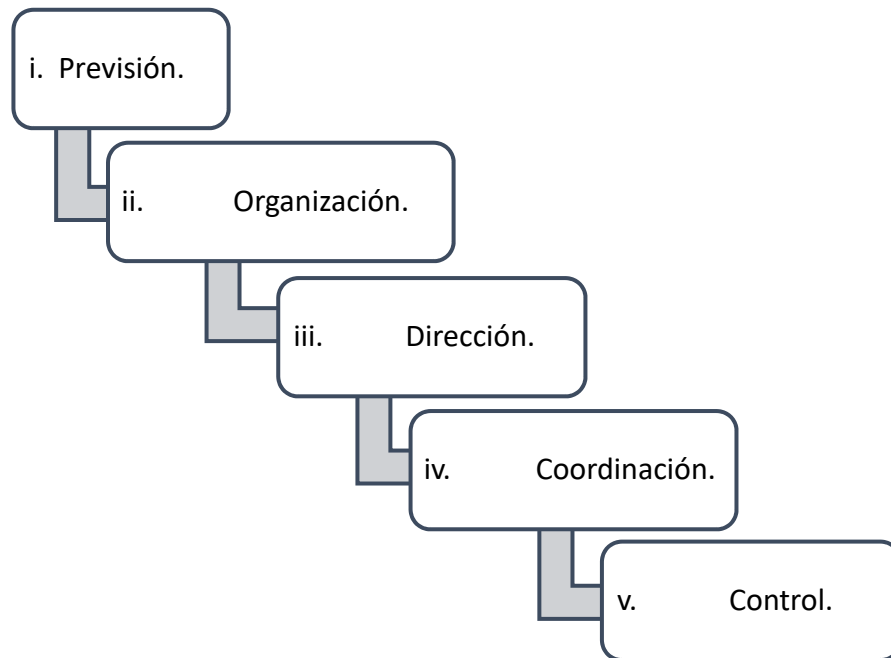 i. Previsión.
ii. Organización.
iii. Dirección.
iv. Coordinación.
v. Control.